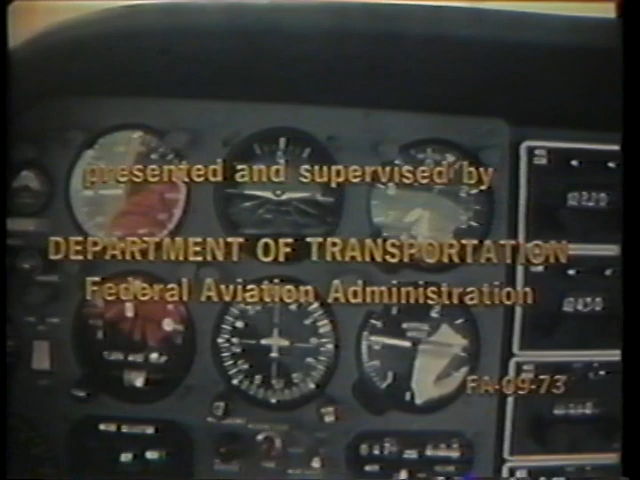 presented and supervised by
DEPARTMENT OF TRANSPORTATION
Federal Aviation Administration
FA-09-73